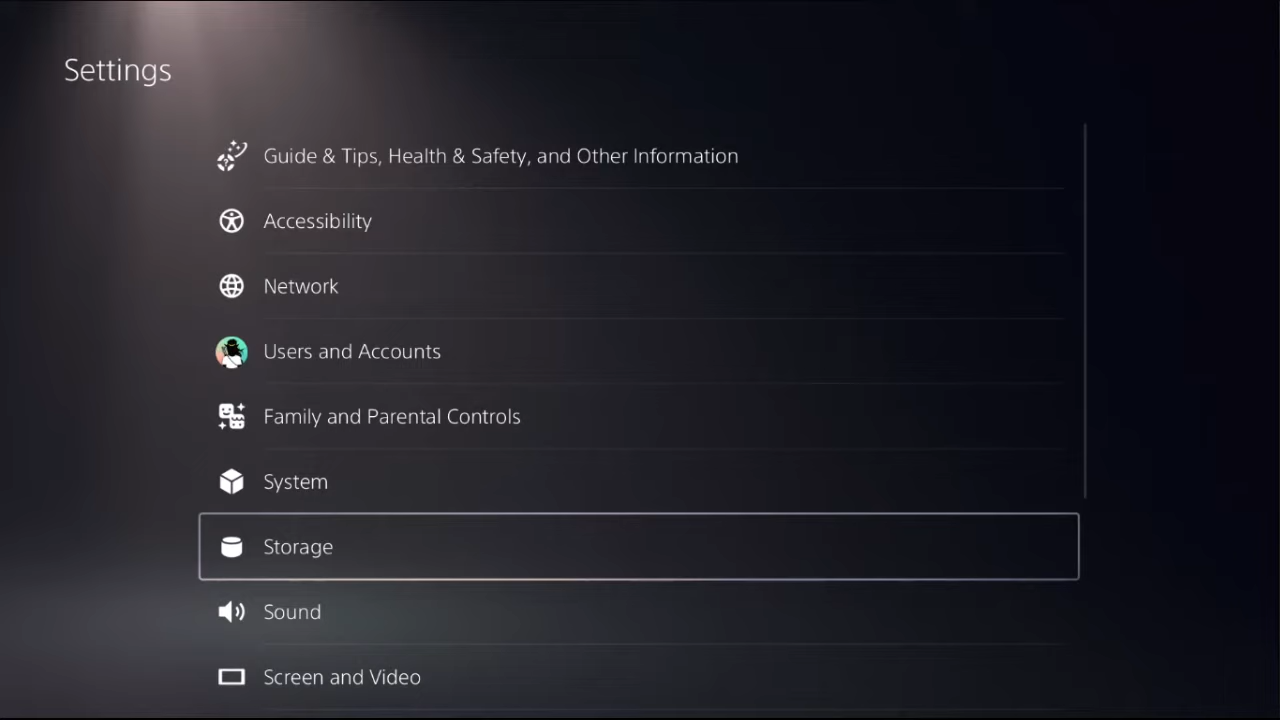 Settings
Guide & Tips, Health & Safety, and Other Information
Accessibility
Network
Users and Accounts
Family and Parental Controls
System
Storage
Sound
Screen and Video